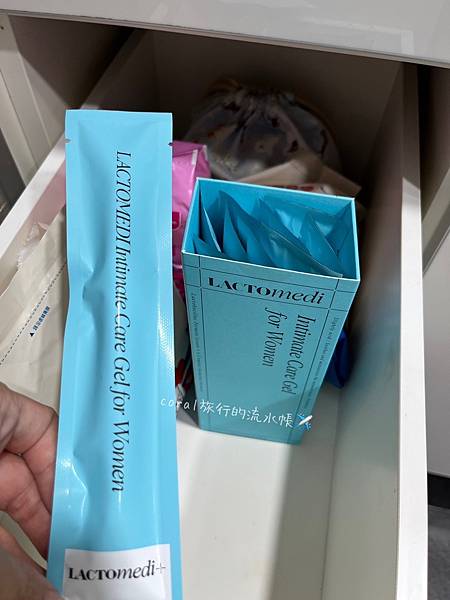 LACTOMEDI Intimate Care Gel for Women
LACTOmedi+
LACTOmedi
Intimate Care Gel
for Women
coral旅行的流水帳